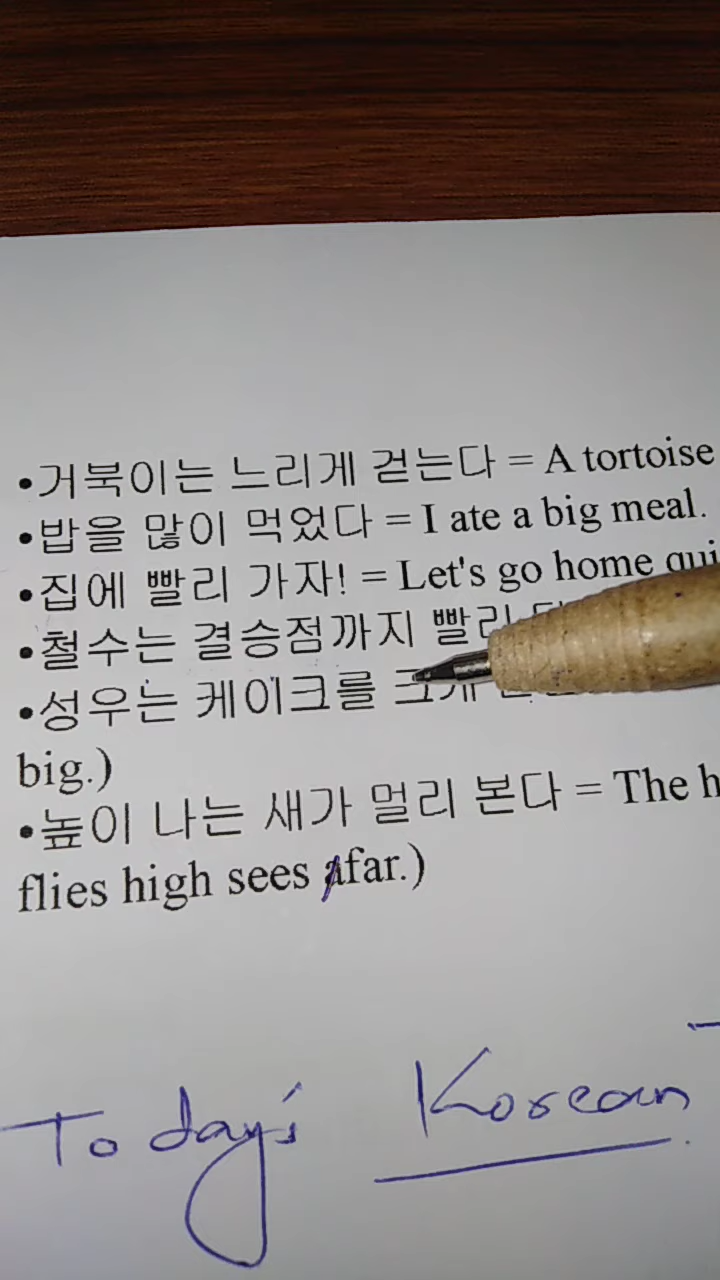 •거북이는 느리게 걷는다 = A tortoise
•밥을 많이 먹었다 = I ate a big meal.
•집에 빨리 가자! = Let's go home
•철수는 결승점까지 빨리
•성우는 케이크를 크게
big.)
•높이 나는 새가 멀리 본다 = The
flies high sees afar.)
Today's Korean